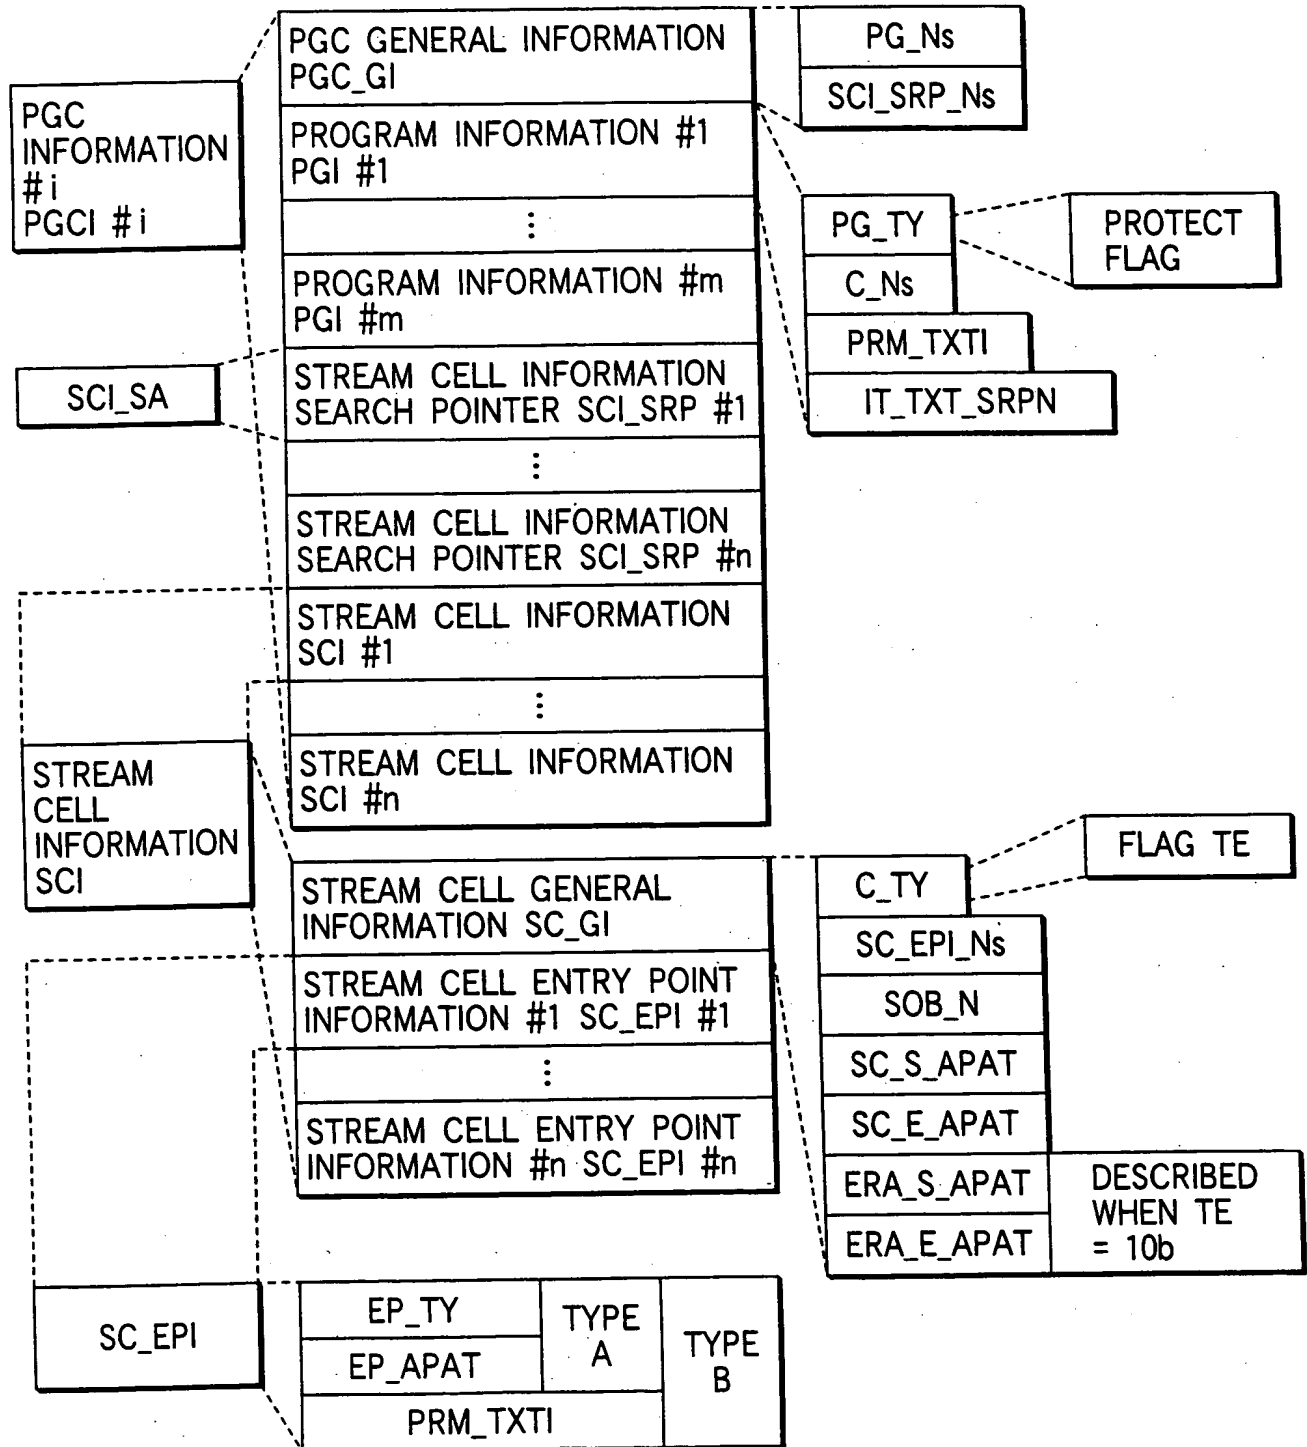 PGC
INFORMATION
#i
PGCI #i
PGC GENERAL INFORMATION
PGC_GI
PROGRAM INFORMATION #1
PGI #1
⋮
PROGRAM INFORMATION #m
PGI #m
STREAM CELL INFORMATION
SEARCH POINTER SCI_SRP #1
⋮
STREAM CELL INFORMATION
SEARCH POINTER SCI_SRP #n
STREAM CELL INFORMATION
SCI #1
⋮
STREAM CELL INFORMATION
SCI #n
PG_Ns
SCI_SRP_Ns
PG_TY
C_Ns
PRM_TXTI
IT_TXT_SRPN
PROTECT
FLAG
SCI_SA
STREAM
CELL
INFORMATION
SCI
STREAM CELL GENERAL
INFORMATION SC_GI
STREAM CELL ENTRY POINT
INFORMATION #1 SC_EPI #1
⋮
STREAM CELL ENTRY POINT
INFORMATION #n SC_EPI #n
C_TY
SC_EPI_Ns
SOB_N
SC_S_APAT
SC_E_APAT
ERA_S_APAT
ERA_E_APAT
FLAG TE
DESCRIBED
WHEN TE
= 10b
SC_EPI
EP_TY
EP_APAT
PRM_TXTI
TYPE
A
TYPE
B